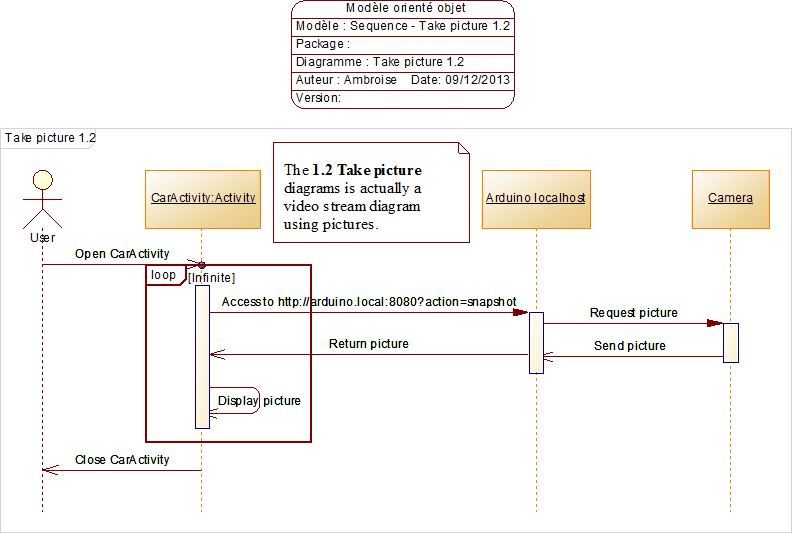 Modèle orienté objet
Modèle : Sequence - Take picture 1.2
Package :
Diagramme : Take picture 1.2
Auteur : Ambroise Date: 09/12/2013
Version:
Take picture 1.2
The 1.2 Take picture
diagrams is actually a
video stream diagram
using pictures.
CarActivity:Activity
Arduino localhost
Camera
User
Open CarActivity
loop
[Infinite]
Access to http://arduino.local:8080?action=snapshot
Request picture
Return picture
Send picture
Display picture
Close CarActivity